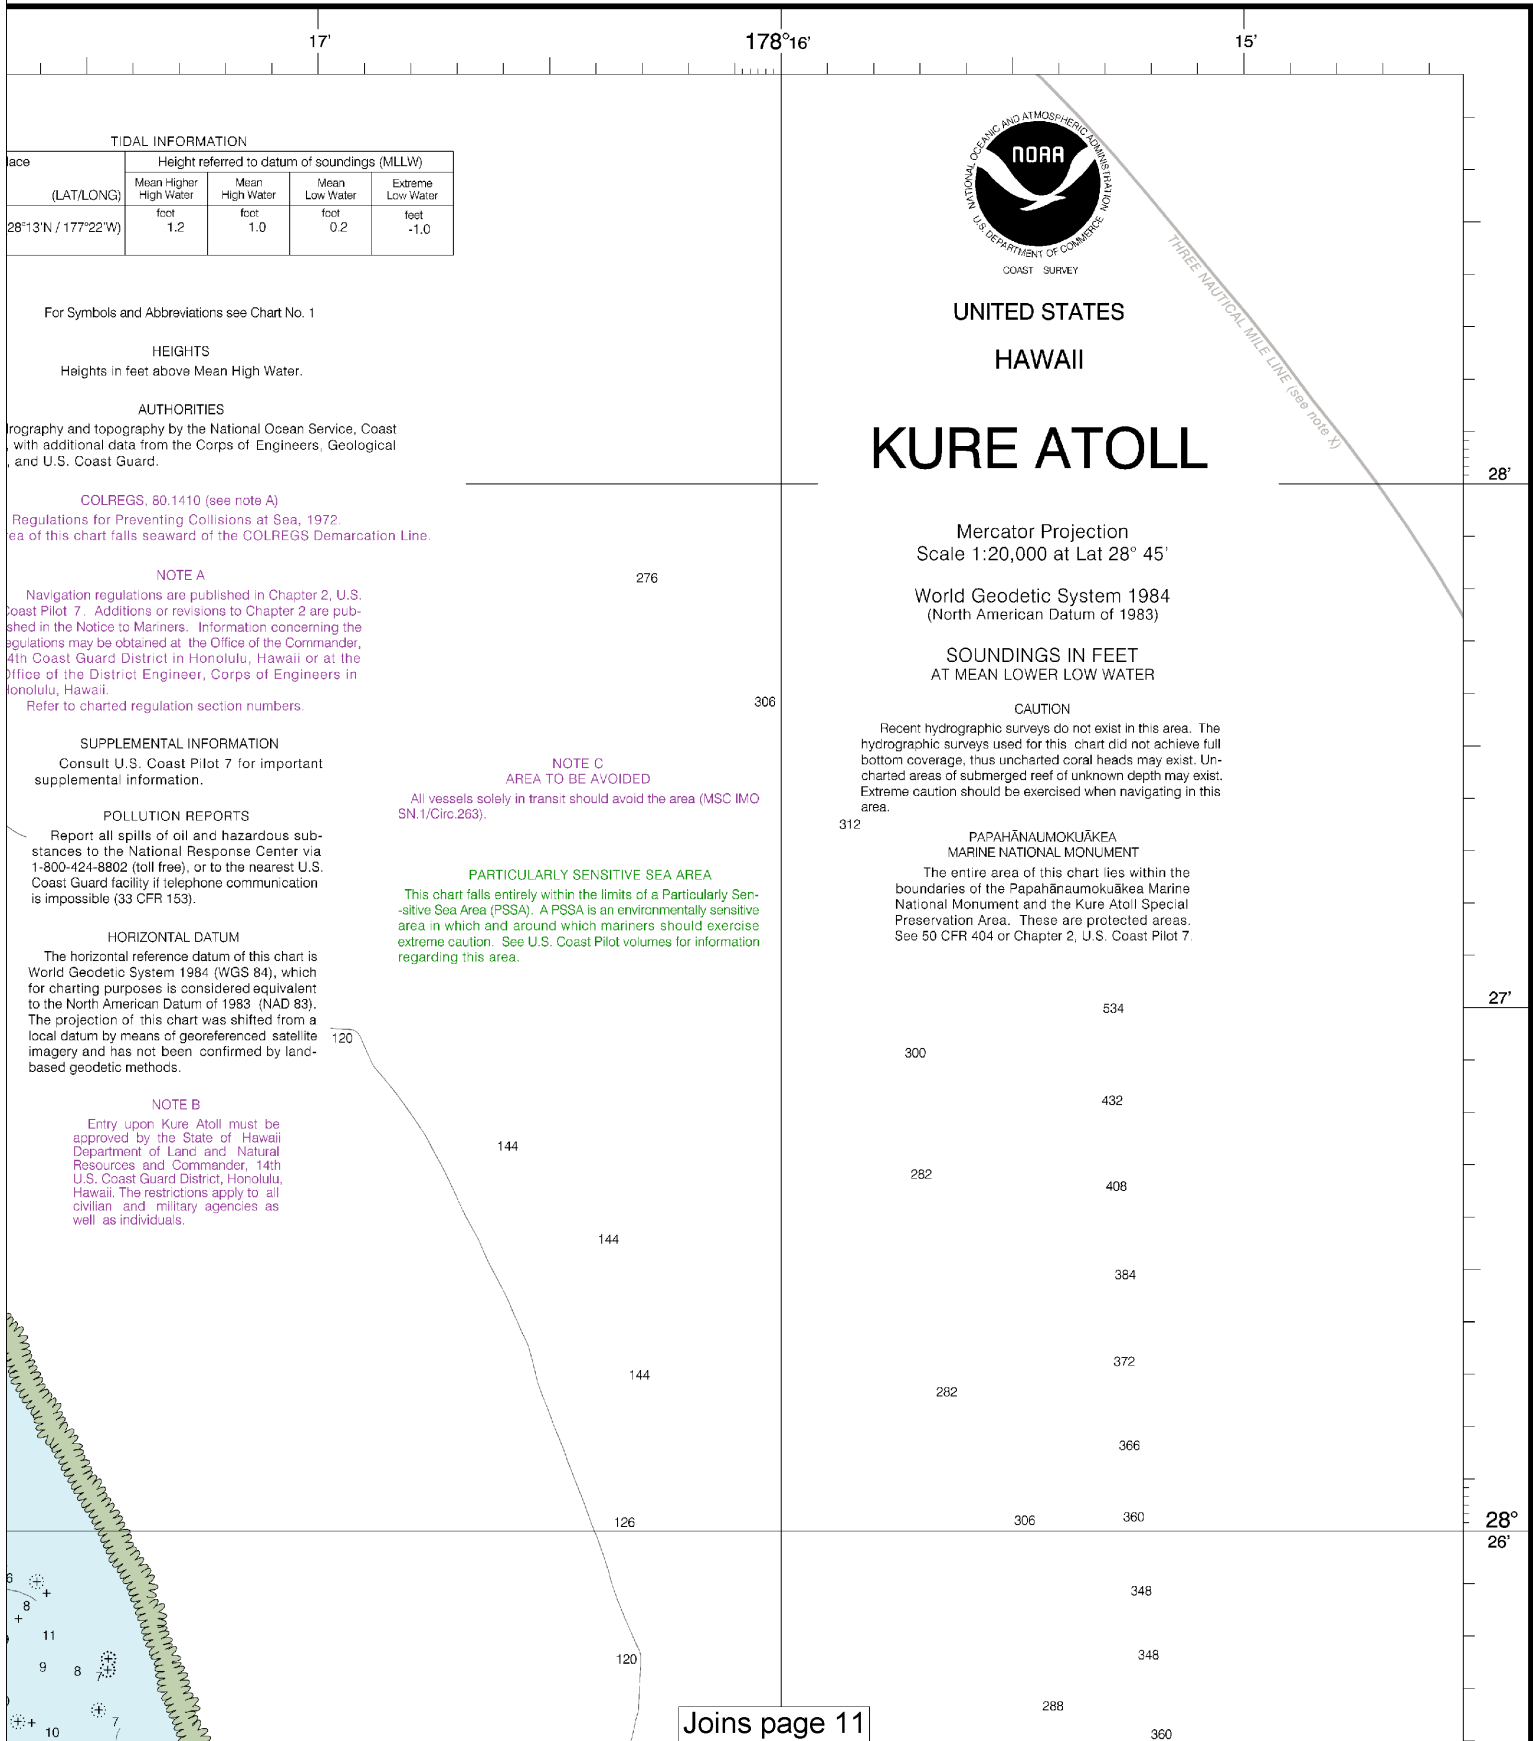 17'
178°16'
15'
TIDAL INFORMATION
Height referred to datum of soundings (MLLW)
(LAT/LONG)
Mean Higher
High Water
Mean
High Water
Mean
Low Water
Extreme
Low Water
feet
feet
feet
feet
28°13'N / 177°22'W)
1.2
1.0
0.2
-1.0
For Symbols and Abbreviations see Chart No. 1
HEIGHTS
Heights in feet above Mean High Water.
AUTHORITIES
rography and topography by the National Ocean Service, Coast
, with additional data from the Corps of Engineers, Geological
, and U.S. Coast Guard.
COLREGS, 80.1410 (see note A)
Regulations for Preventing Collisions at Sea, 1972.
ea of this chart falls seaward of the COLREGS Demarcation Line.
NOTE A
Navigation regulations are published in Chapter 2, U.S.
Coast Pilot 7. Additions or revisions to Chapter 2 are pub-
shed in the Notice to Mariners. Information concerning the
egulations may be obtained at the Office of the Commander,
4th Coast Guard District in Honolulu, Hawaii or at the
Office of the District Engineer, Corps of Engineers in
Honolulu, Hawaii.
Refer to charted regulation section numbers.
SUPPLEMENTAL INFORMATION
Consult U.S. Coast Pilot 7 for important
supplemental information.
POLLUTION REPORTS
Report all spills of oil and hazardous sub-
stances to the National Response Center via
1-800-424-8802 (toll free), or to the nearest U.S.
Coast Guard facility if telephone communication
is impossible (33 CFR 153).
HORIZONTAL DATUM
The horizontal reference datum of this chart is
World Geodetic System 1984 (WGS 84), which
for charting purposes is considered equivalent
to the North American Datum of 1983 (NAD 83).
The projection of this chart was shifted from a
local datum by means of georeferenced satellite
imagery and has not been confirmed by land-
based geodetic methods.
NOTE B
Entry upon Kure Atoll must be
approved by the State of Hawaii
Department of Land and Natural
Resources and Commander, 14th
U.S. Coast Guard District, Honolulu,
Hawaii. The restrictions apply to all
civilian and military agencies as
well as individuals.
NOTE C
AREA TO BE AVOIDED
All vessels solely in transit should avoid the area (MSC IMO
SN.1/Circ.263).
PARTICULARLY SENSITIVE SEA AREA
This chart falls entirely within the limits of a Particularly Sen-
-sitive Sea Area (PSSA). A PSSA is an environmentally sensitive
area in which and around which mariners should exercise
extreme caution. See U.S. Coast Pilot volumes for information
regarding this area.
NATIONAL OCEANIC AND ATMOSPHERIC ADMINISTRATION
NOAA
U.S. DEPARTMENT OF COMMERCE
COAST SURVEY
THREE NAUTICAL MILE LINE (see note X)
UNITED STATES
HAWAII
KURE ATOLL
28'
Mercator Projection
Scale 1:20,000 at Lat 28° 45'
World Geodetic System 1984
(North American Datum of 1983)
SOUNDINGS IN FEET
AT MEAN LOWER LOW WATER
CAUTION
Recent hydrographic surveys do not exist in this area. The
hydrographic surveys used for this chart did not achieve full
bottom coverage, thus uncharted coral heads may exist. Un-
charted areas of submerged reef of unknown depth may exist.
Extreme caution should be exercised when navigating in this
area.
PAPAHĀNAUMOKUĀKEA
MARINE NATIONAL MONUMENT
The entire area of this chart lies within the
boundaries of the Papahānaumokuākea Marine
National Monument and the Kure Atoll Special
Preservation Area. These are protected areas.
See 50 CFR 404 or Chapter 2, U.S. Coast Pilot 7.
276
306
312
27'
534
120
300
432
144
282
408
144
384
372
144
282
366
126
306
360
28°
26'
6
8
348
11
348
9
8
7
120
288
7
10
360
Joins page 11